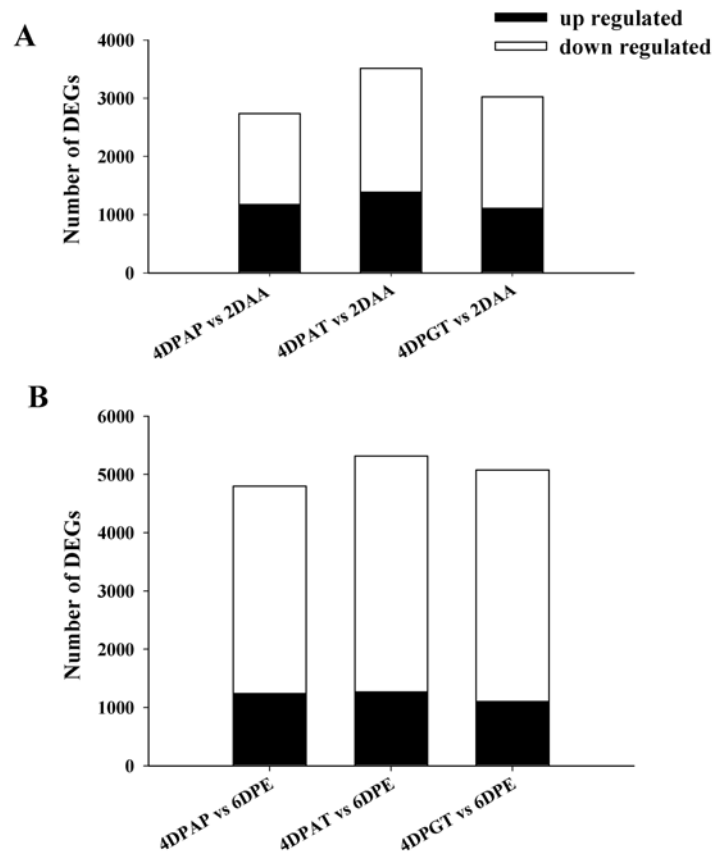 up regulated
down regulated
A
4000
3000
2000
1000
0
Number of DEGs
4DPAP vs 2DAA
4DPAT vs 2DAA
4DPGT vs 2DAA
B
6000
5000
4000
3000
2000
1000
0
Number of DEGs
4DPAP vs 6DPE
4DPAT vs 6DPE
4DPGT vs 6DPE